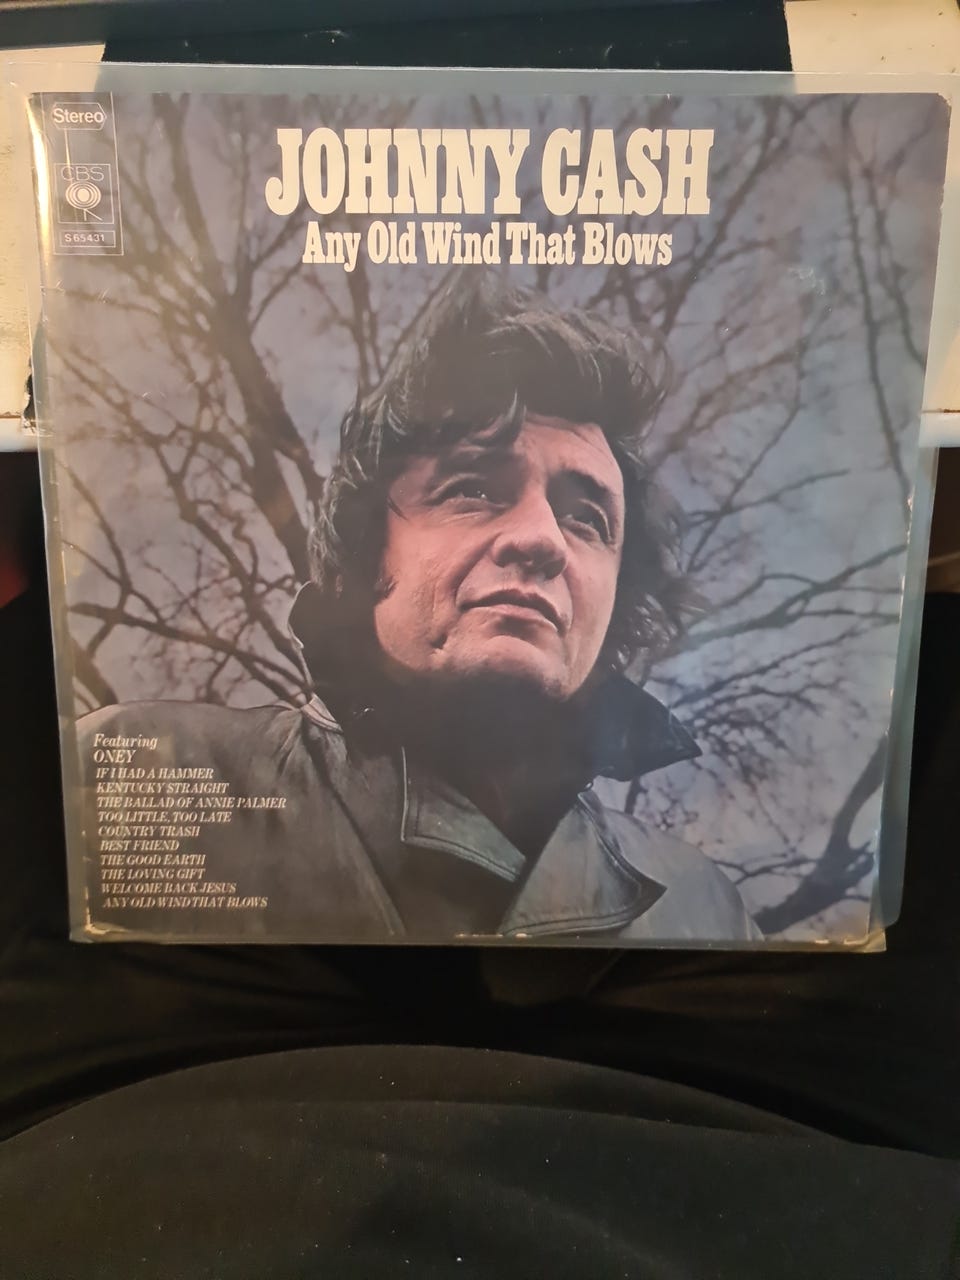 Stereo
CBS
S 65431
JOHNNY CASH
Any Old Wind That Blows
Featuring
ONEY
IF I HAD A HAMMER
KENTUCKY STRAIGHT
THE BALLAD OF ANNIE PALMER
TOO LITTLE, TOO LATE
COUNTRY TRASH
BEST FRIEND
THE GOOD EARTH
THE LOVING GIFT
WELCOME BACK JESUS
ANY OLD WIND THAT BLOWS